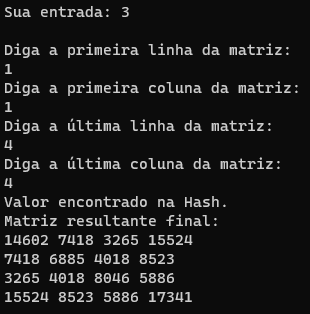 Sua entrada: 3
Diga a primeira linha da matriz:
1
Diga a primeira coluna da matriz:
1
Diga a última linha da matriz:
4
Diga a última coluna da matriz:
4
Valor encontrado na Hash.
Matriz resultante final:
14602 7418 3265 15524
7418 6885 4018 8523
3265 4018 8046 5886
15524 8523 5886 17341